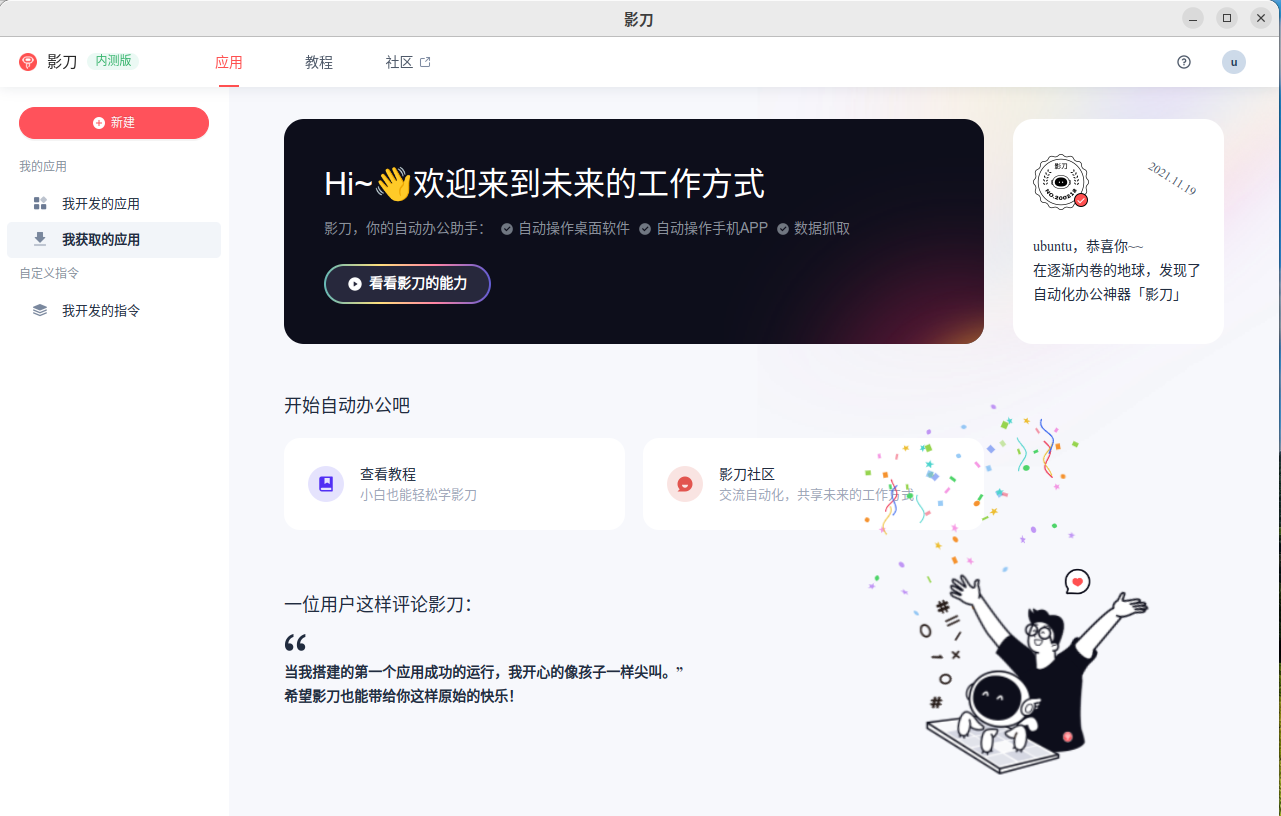 影刀
影刀 内测版 应用 教程 社区 u
新建
我的应用
我开发的应用
我获取的应用
自定义指令
我开发的指令
Hi~👋欢迎来到未来的工作方式
影刀，你的自动办公助手： 自动操作桌面软件 自动操作手机APP 数据抓取
看看影刀的能力
影刀
NO.200218
2021.11.19
ubuntu，恭喜你~~
在逐渐内卷的地球，发现了
自动化办公神器「影刀」
开始自动办公吧
查看教程
小白也能轻松学影刀
影刀社区
交流自动化，共享未来的工作方式。
一位用户这样评论影刀：
“
当我搭建的第一个应用成功的运行，我开心的像孩子一样尖叫。”
希望影刀也能带给你这样原始的快乐！